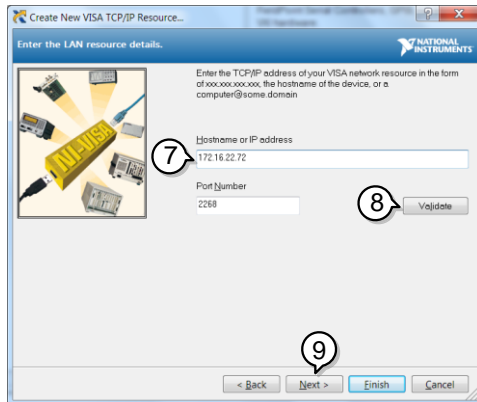 Create New VISA TCP/IP Resource...
Enter the LAN resource details.
NATIONAL
INSTRUMENTS
Enter the TCP/IP address of your VISA network resource in the form
of xxx.xxx.xxx.xxx, the hostname of the device, or a
computer@some.domain
NI-VISA
Hostname or IP address
7
172.16.22.72
Port Number
2268
8
Validate
9
< Back
Next >
Finish
Cancel